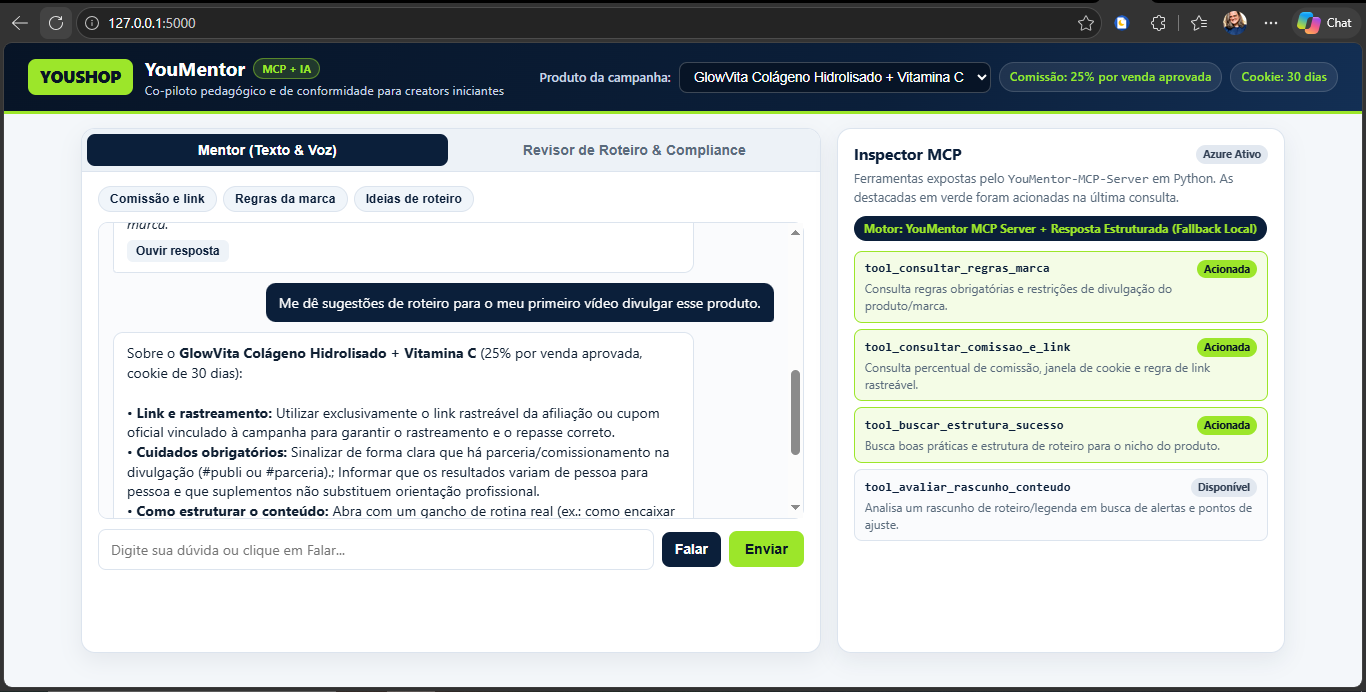 127.0.0.1:5000
Chat
YOUSHOP
YouMentor
MCP + IA
Co-piloto pedagógico e de conformidade para creators iniciantes
Produto da campanha:
GlowVita Colágeno Hidrolisado + Vitamina C
Comissão: 25% por venda aprovada
Cookie: 30 dias
Mentor (Texto & Voz)
Revisor de Roteiro & Compliance
Comissão e link
Regras da marca
Ideias de roteiro
marca.
Ouvir resposta
Me dê sugestões de roteiro para o meu primeiro vídeo divulgar esse produto.
Sobre o GlowVita Colágeno Hidrolisado + Vitamina C (25% por venda aprovada,
cookie de 30 dias):
• Link e rastreamento: Utilizar exclusivamente o link rastreável da afiliação ou cupom
oficial vinculado à campanha para garantir o rastreamento e o repasse correto.
• Cuidados obrigatórios: Sinalizar de forma clara que há parceria/comissionamento na
divulgação (#publi ou #parceria).; Informar que os resultados variam de pessoa para
pessoa e que suplementos não substituem orientação profissional.
• Como estruturar o conteúdo: Abra com um gancho de rotina real (ex.: como encaixar
Digite sua dúvida ou clique em Falar...
Falar
Enviar
Inspector MCP
Azure Ativo
Ferramentas expostas pelo YouMentor-MCP-Server em Python. As
destacadas em verde foram acionadas na última consulta.
Motor: YouMentor MCP Server + Resposta Estruturada (Fallback Local)
tool_consultar_regras_marca
Acionada
Consulta regras obrigatórias e restrições de divulgação do
produto/marca.
tool_consultar_comissao_e_link
Acionada
Consulta percentual de comissão, janela de cookie e regra de link
rastreável.
tool_buscar_estrutura_sucesso
Acionada
Busca boas práticas e estrutura de roteiro para o nicho do produto.
tool_avaliar_rascunho_conteudo
Disponível
Analisa um rascunho de roteiro/legenda em busca de alertas e pontos de
ajuste.